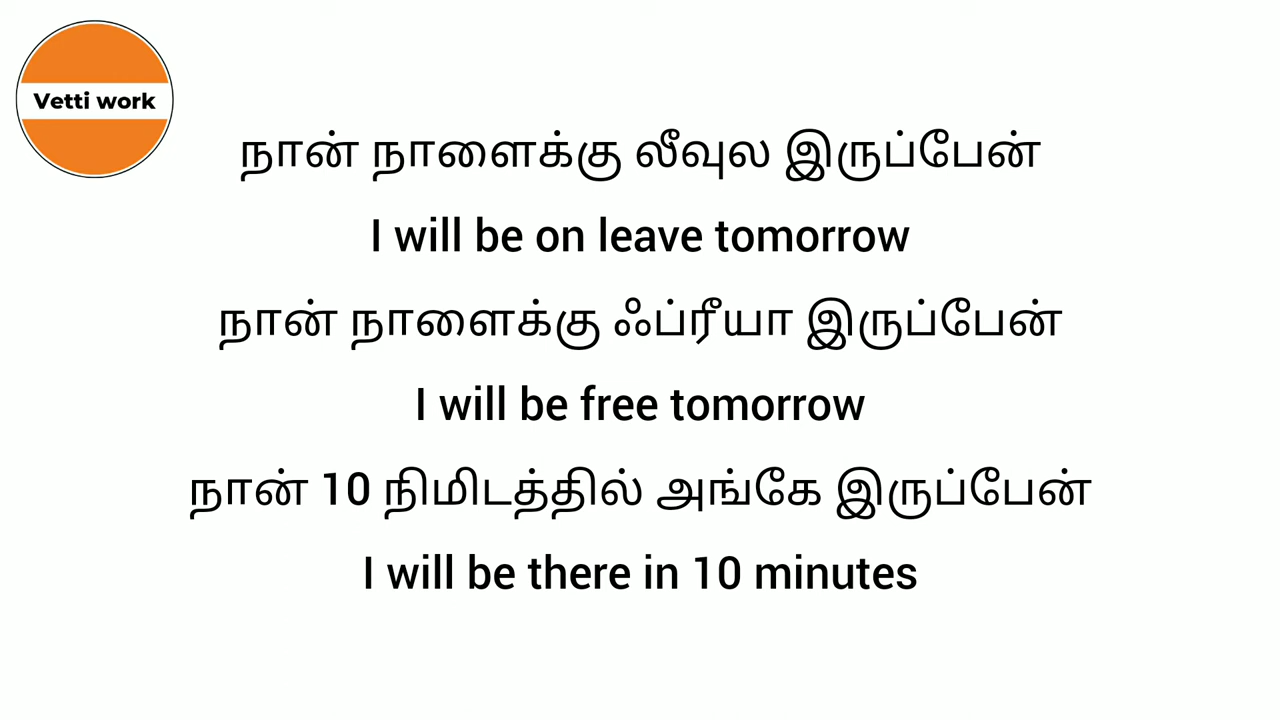 Vetti work
நான் நாளைக்கு லீவுல இருப்பேன்
I will be on leave tomorrow
நான் நாளைக்கு ஃப்ரீயா இருப்பேன்
I will be free tomorrow
நான் 10 நிமிடத்தில் அங்கே இருப்பேன்
I will be there in 10 minutes